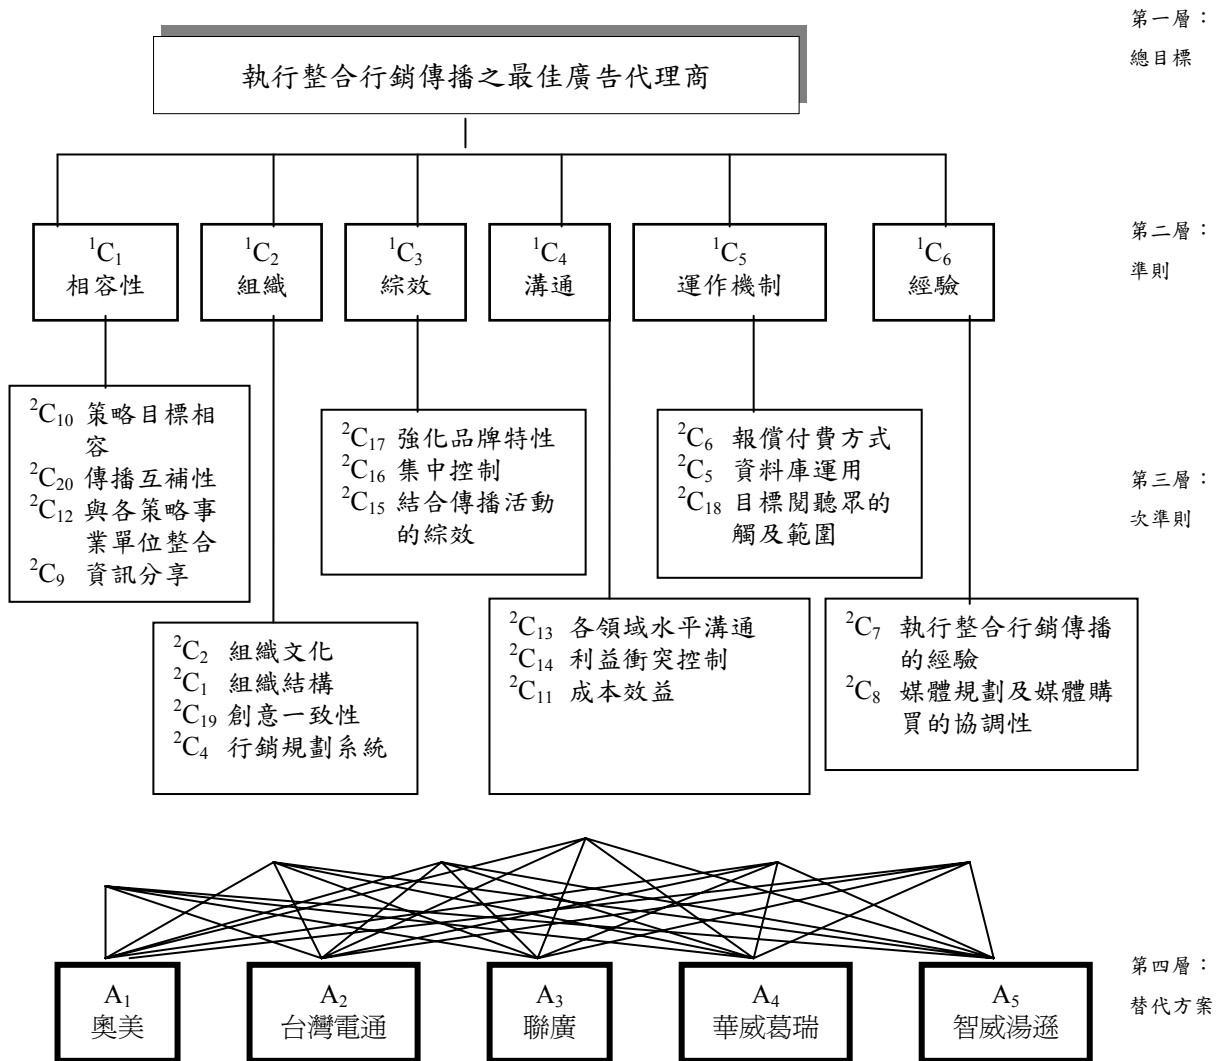 第一層：
總目標
執行整合行銷傳播之最佳廣告代理商
第二層：
準則
¹C₁
相容性
¹C₂
組織
¹C₃
綜效
¹C₄
溝通
¹C₅
運作機制
¹C₆
經驗
第三層：
次準則
²C₁₀ 策略目標相
容
²C₂₀ 傳播互補性
²C₁₂ 與各策略事
業單位整合
²C₉ 資訊分享
²C₂ 組織文化
²C₁ 組織結構
²C₁₉ 創意一致性
²C₄ 行銷規劃系統
²C₁₇ 強化品牌特性
²C₁₆ 集中控制
²C₁₅ 結合傳播活動
的綜效
²C₁₃ 各領域水平溝通
²C₁₄ 利益衝突控制
²C₁₁ 成本效益
²C₆ 報償付費方式
²C₅ 資料庫運用
²C₁₈ 目標閱聽眾的
觸及範圍
²C₇ 執行整合行銷傳播
的經驗
²C₈ 媒體規劃及媒體購
買的協調性
第四層：
替代方案
A₁
奧美
A₂
台灣電通
A₃
聯廣
A₄
華威葛瑞
A₅
智威湯遜